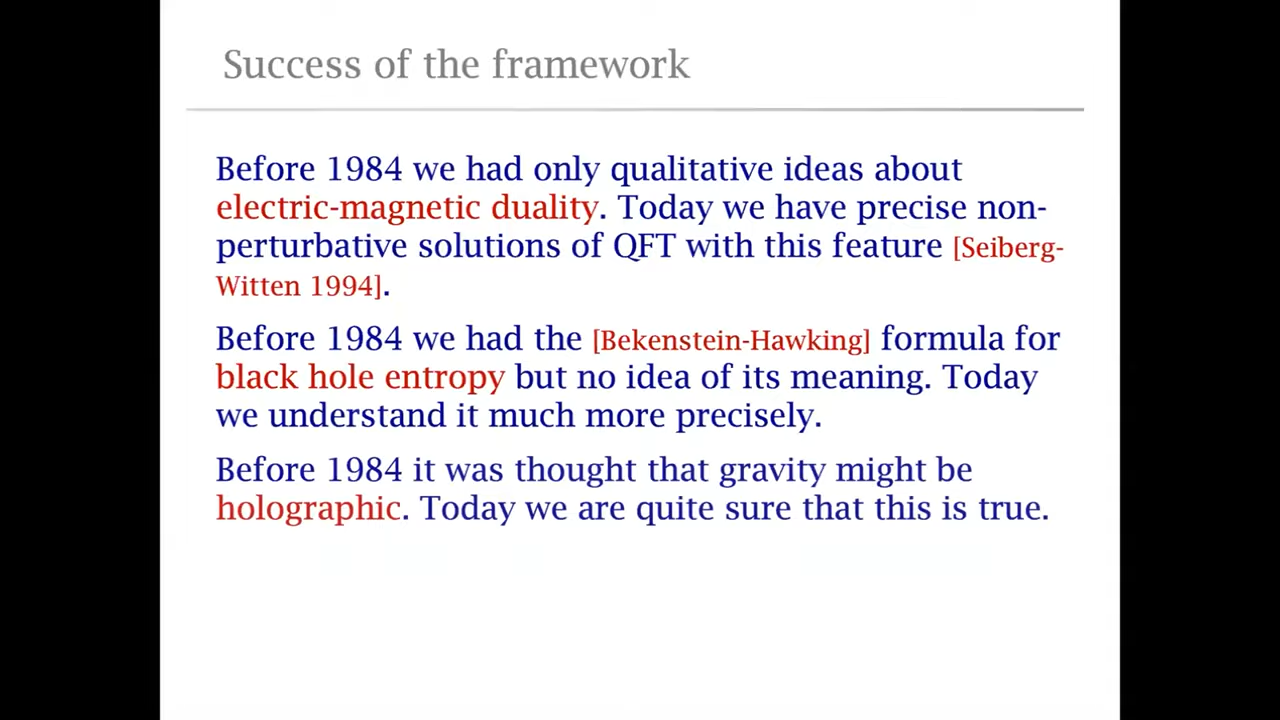 Success of the framework
Before 1984 we had only qualitative ideas about
electric-magnetic duality. Today we have precise non-
perturbative solutions of QFT with this feature [Seiberg-
Witten 1994].
Before 1984 we had the [Bekenstein-Hawking] formula for
black hole entropy but no idea of its meaning. Today
we understand it much more precisely.
Before 1984 it was thought that gravity might be
holographic. Today we are quite sure that this is true.